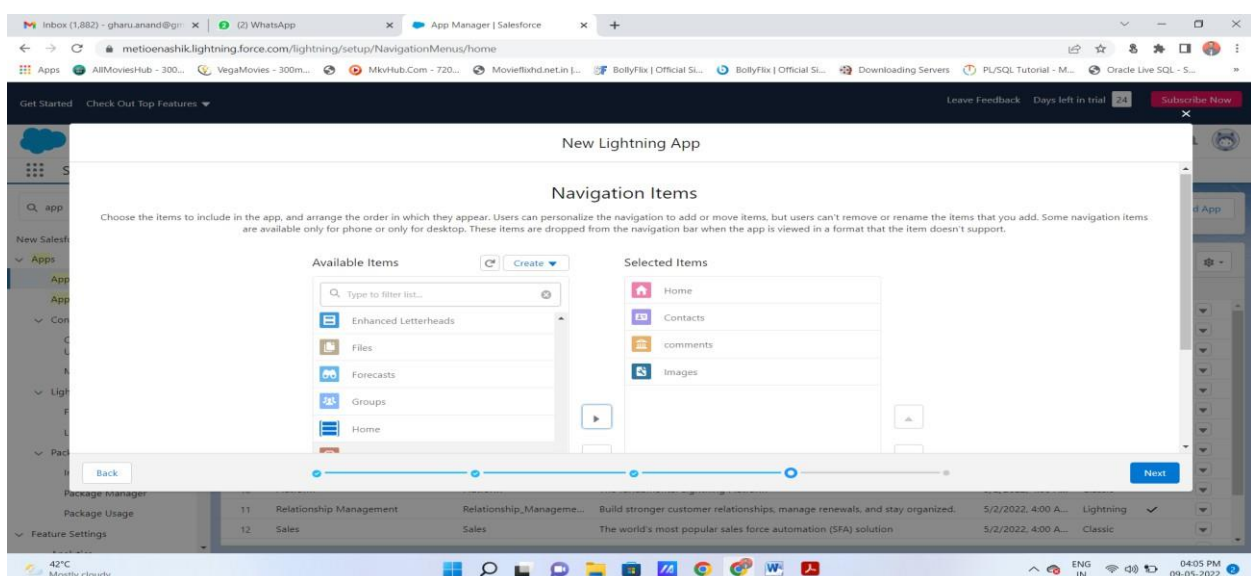 Inbox (1,882) - gharu.anand@gm
(2) WhatsApp
App Manager | Salesforce
metioenashik.lightning.force.com/lightning/setup/NavigationMenus/home
Apps AllMoviesHub - 300... VegaMovies - 300m... MkvHub.Com - 720... Movieflixhd.net.in |... BollyFlix | Official Si... BollyFlix | Official Si... Downloading Servers PL/SQL Tutorial - M... Oracle Live SQL - S...
Get Started Check Out Top Features Leave Feedback Days left in trial 24 Subscribe Now
New Lightning App
app
New Salesf
Apps
App
App
Navigation Items
Choose the items to include in the app, and arrange the order in which they appear. Users can personalize the navigation to add or move items, but users can't remove or rename the items that you add. Some navigation items
are available only for phone or only for desktop. These items are dropped from the navigation bar when the app is viewed in a format that the item doesn't support.
Available Items Create Selected Items
Type to filter list...
Enhanced Letterheads
Files
Forecasts
Groups
Home
Home
Contacts
comments
Images
Back Next
Package Manager
Package Usage
Feature Settings
11 Relationship Management Relationship_Manageme... Build stronger customer relationships, manage renewals, and stay organized. 5/2/2022, 4:00 A... Lightning
12 Sales Sales The world's most popular sales force automation (SFA) solution 5/2/2022, 4:00 A... Classic
42°C
Mostly cloudy
ENG
IN
04:05 PM
09-05-2022
2